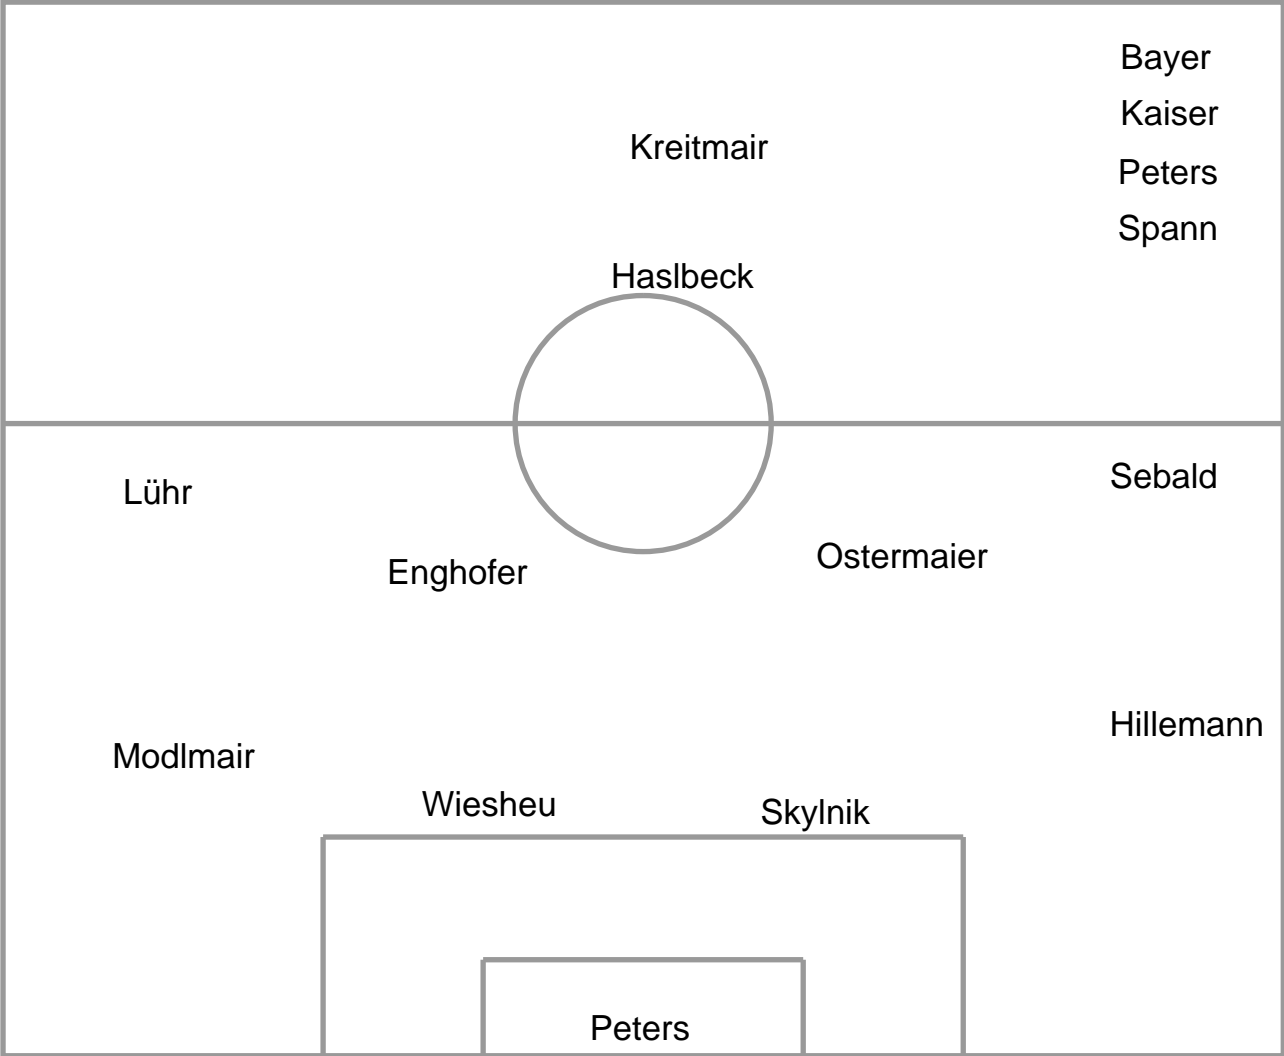 Bayer
Kaiser
Kreitmair
Peters
Spann
Haslbeck
Lühr
Sebald
Enghofer
Ostermaier
Modlmair
Hillemann
Wiesheu
Skylnik
Peters